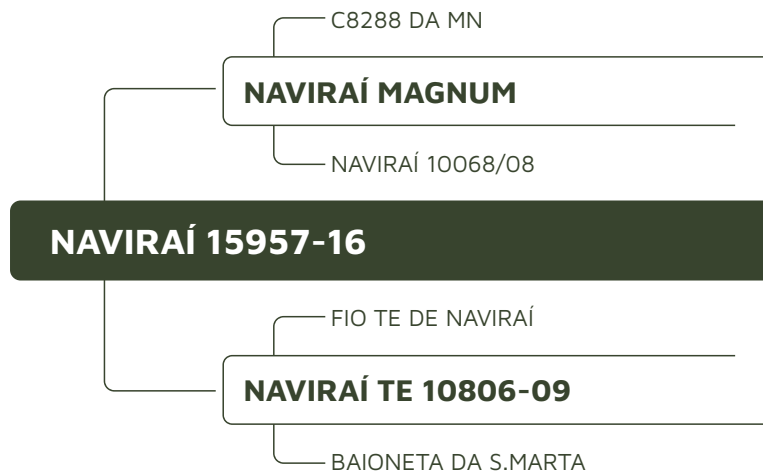 C8288 DA MN
NAVIRAÍ MAGNUM
NAVIRAÍ 10068/08
NAVIRAÍ 15957-16
FIO TE DE NAVIRAÍ
NAVIRAÍ TE 10806-09
BAIONETA DA S.MARTA